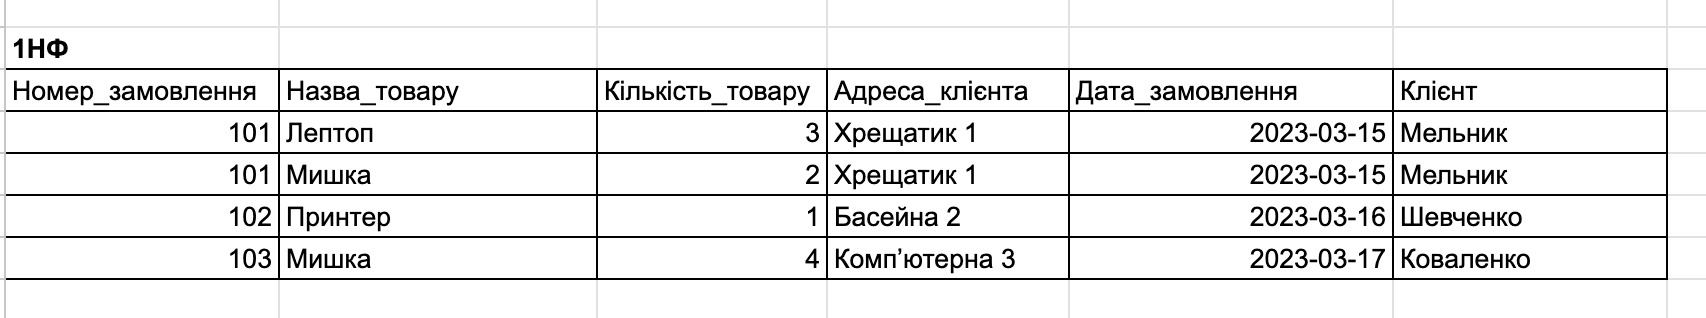 1НФ
Номер_замовлення Назва_товару Кількість_товару Адреса_клієнта Дата_замовлення Клієнт
101 Лептоп 3 Хрещатик 1 2023-03-15 Мельник
101 Мишка 2 Хрещатик 1 2023-03-15 Мельник
102 Принтер 1 Басейна 2 2023-03-16 Шевченко
103 Мишка 4 Комп’ютерна 3 2023-03-17 Коваленко